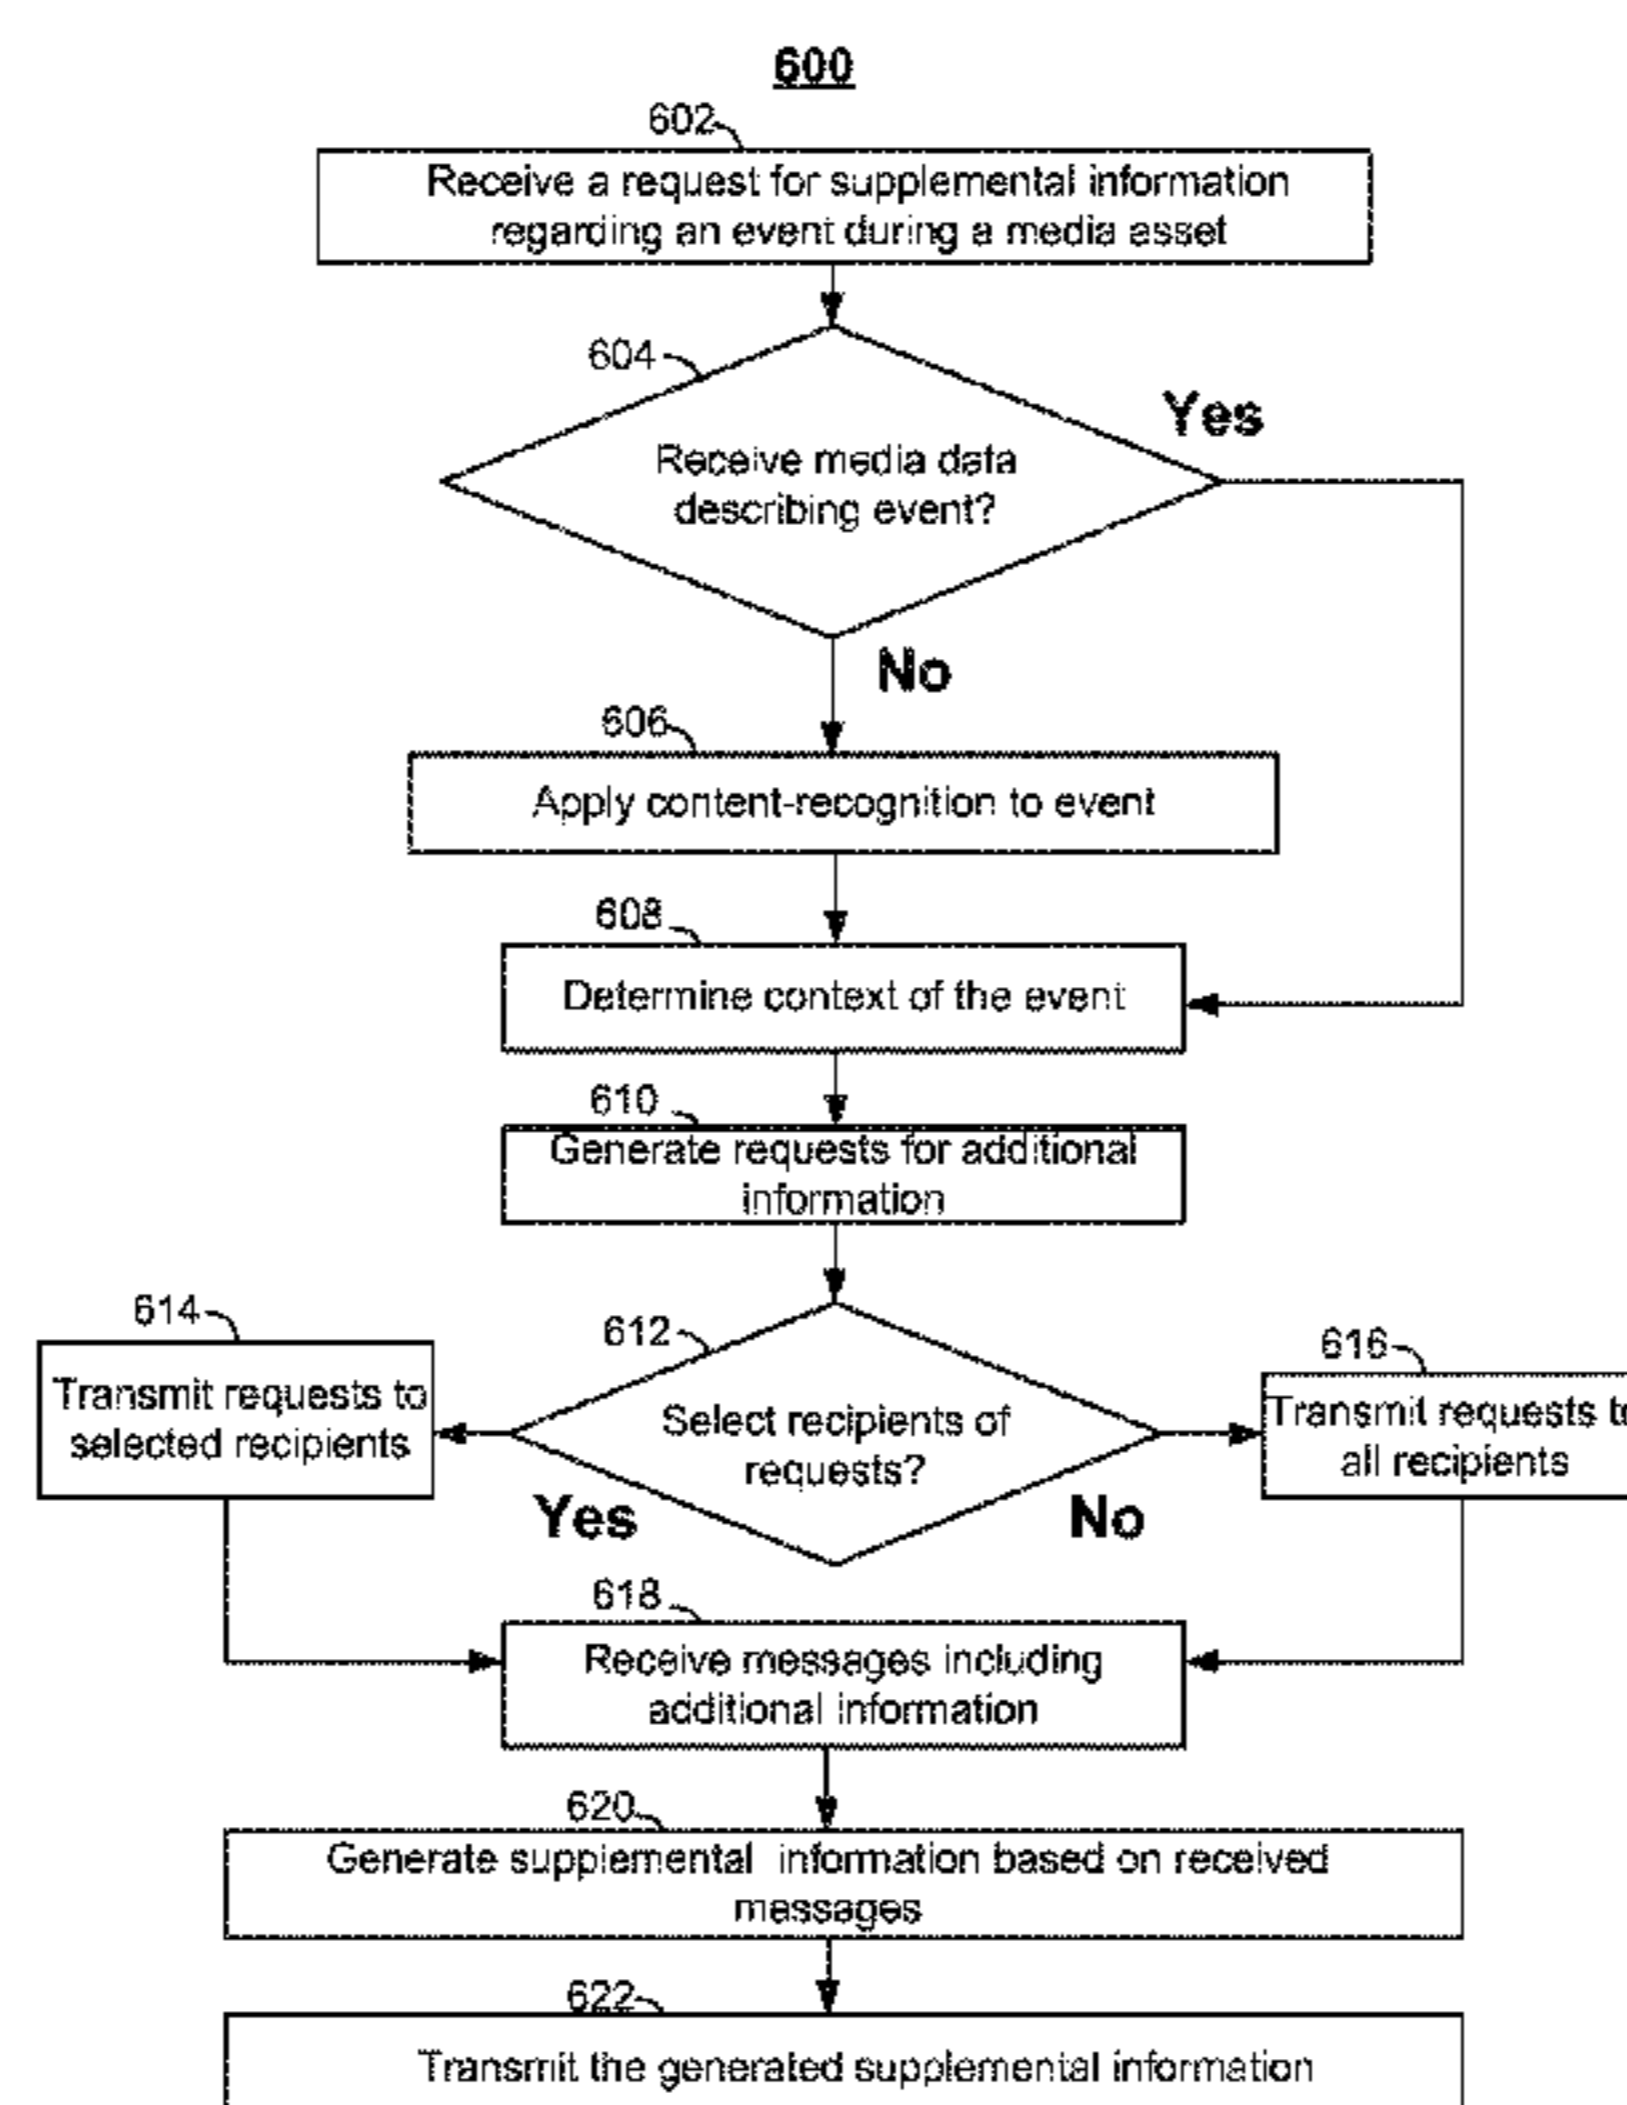 600
602
Receive a request for supplemental information
regarding an event during a media asset
604
Yes
Receive media data
describing event?
No
606
Apply content-recognition to event
608
Determine context of the event
610
Generate requests for additional
information
614
612
616
Transmit requests to
selected recipients
Select recipients of
requests?
Transmit requests to
all recipients
Yes
No
618
Receive messages including
additional information
620
Generate supplemental information based on received
messages
622
Transmit the generated supplemental information